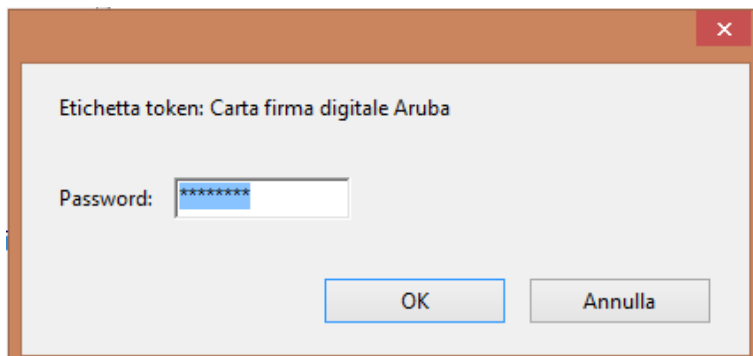 Etichetta token: Carta firma digitale Aruba
Password: ********
OK Annulla